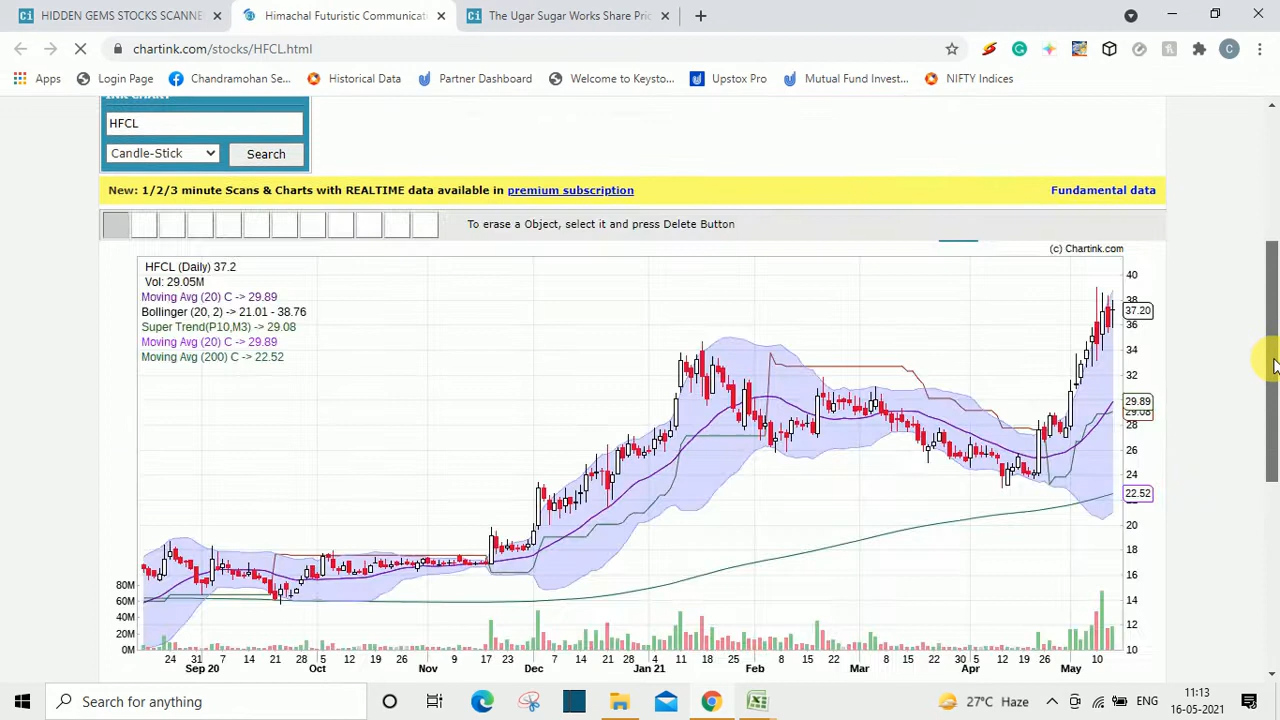 HIDDEN GEMS STOCKS SCANNE
Himachal Futuristic Communicati
The Ugar Sugar Works Share Pric
chartink.com/stocks/HFCL.html
C
Apps
Login Page
Chandramohan Se...
Historical Data
Partner Dashboard
Welcome to Keysto...
Upstox Pro
Mutual Fund Invest...
NIFTY Indices
HFCL
Candle-Stick
Search
New: 1/2/3 minute Scans & Charts with REALTIME data available in premium subscription
Fundamental data
To erase a Object, select it and press Delete Button
(c) Chartink.com
HFCL (Daily) 37.2
Vol: 29.05M
Moving Avg (20) C -> 29.89
Bollinger (20, 2) -> 21.01 - 38.76
Super Trend(P10,M3) -> 29.08
Moving Avg (20) C -> 29.89
Moving Avg (200) C -> 22.52
40
38
37.20
36
34
32
29.89
29.08
28
26
24
22.52
20
18
16
14
12
10
80M
60M
40M
20M
0M
24 31 7 14 21 28 5 12 19 26 2 9 17 23 7 14 21 28 4 11 18 25 8 15 22 8 15 22 30 5 12 19 26 10
Sep 20 Oct Nov Dec Jan 21 Feb Mar Apr May
Search for anything
27°C Haze
ENG
11:13
16-05-2021